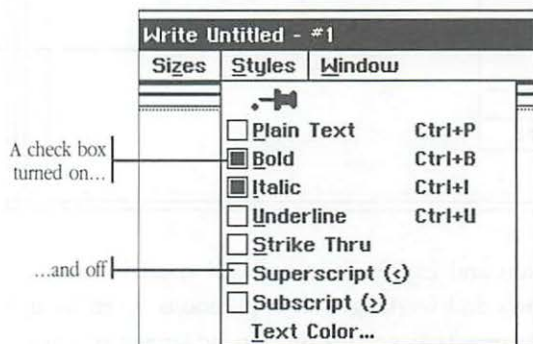 Write Untitled - #1
Sizes Styles Window
Plain Text Ctrl+P
A check box
turned on...
Bold Ctrl+B
Italic Ctrl+I
Underline Ctrl+U
Strike Thru
...and off
Superscript (<)
Subscript (>)
Text Color...